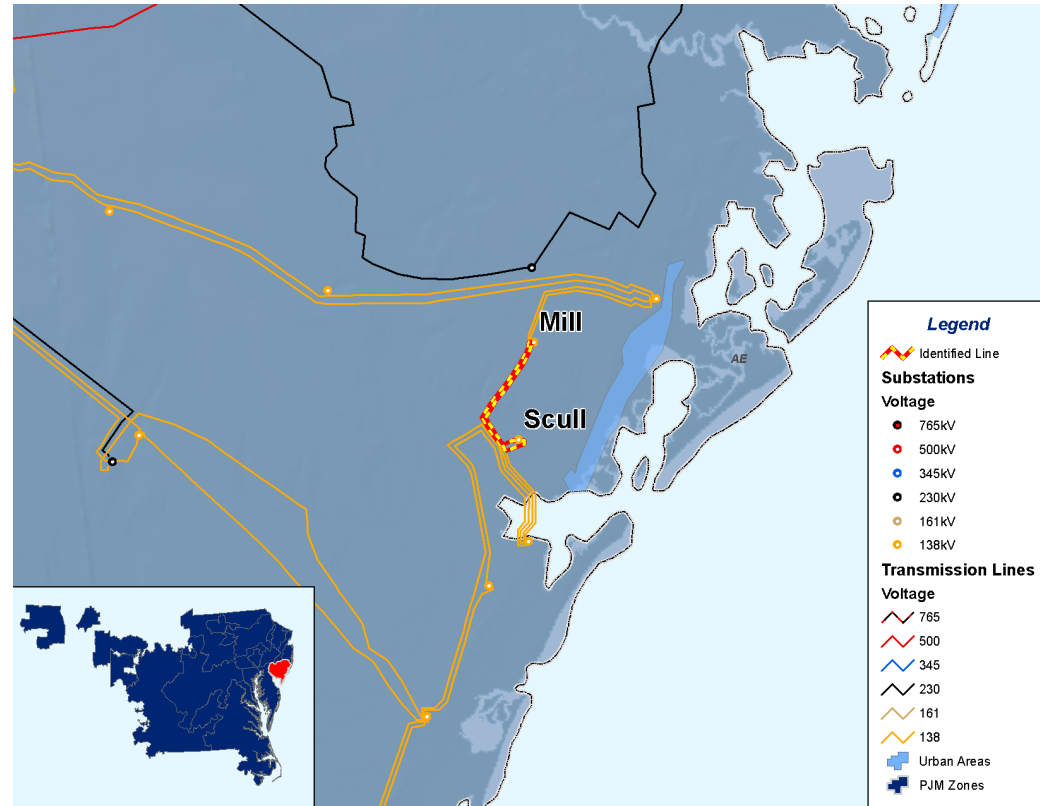 Mill
AE
Scull
Legend
Identified Line
Substations
Voltage
765kV
500kV
345kV
230kV
161kV
138kV
Transmission Lines
Voltage
765
500
345
230
161
138
Urban Areas
PJM Zones